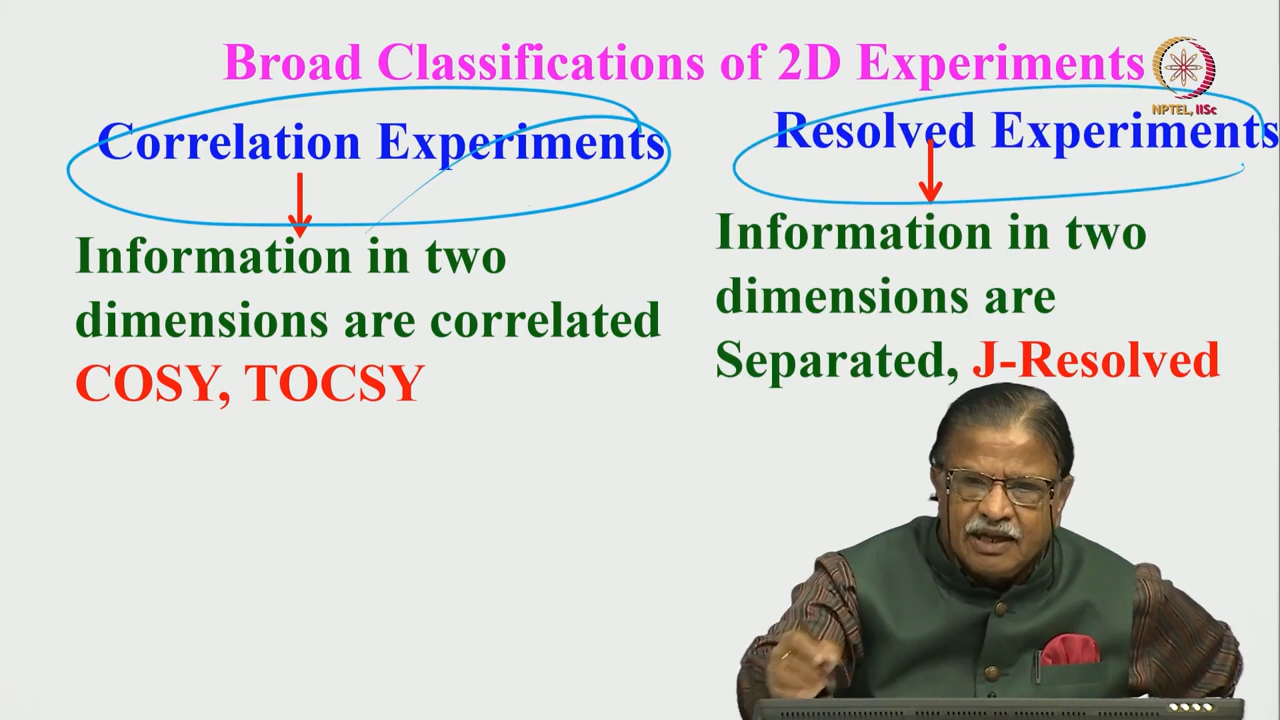 Broad Classifications of 2D Experiments
NPTEL, IISc
Correlation Experiments
Information in two
dimensions are correlated
COSY, TOCSY
Resolved Experiments
Information in two
dimensions are
Separated, J-Resolved